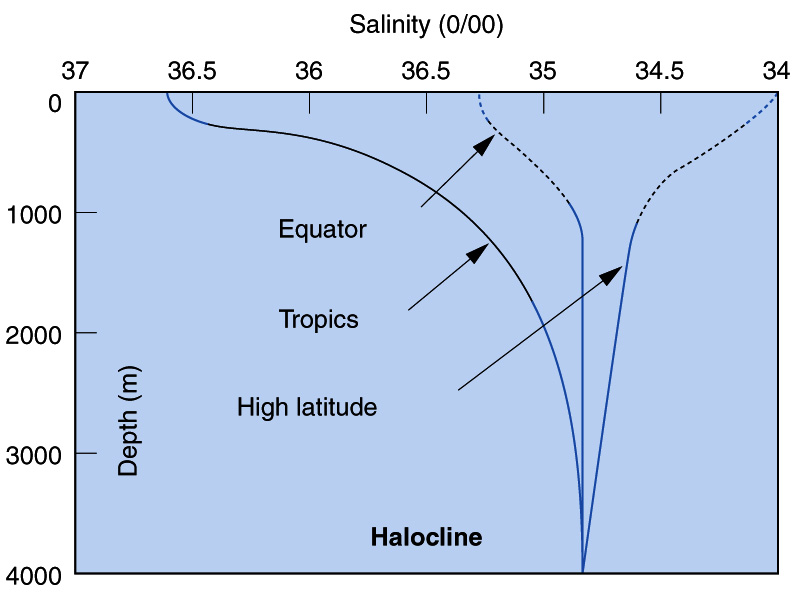 Salinity (0/00)
37 36.5 36 36.5 35 34.5 34
0
1000
Equator
Tropics
2000
High latitude
Depth (m)
3000
Halocline
4000